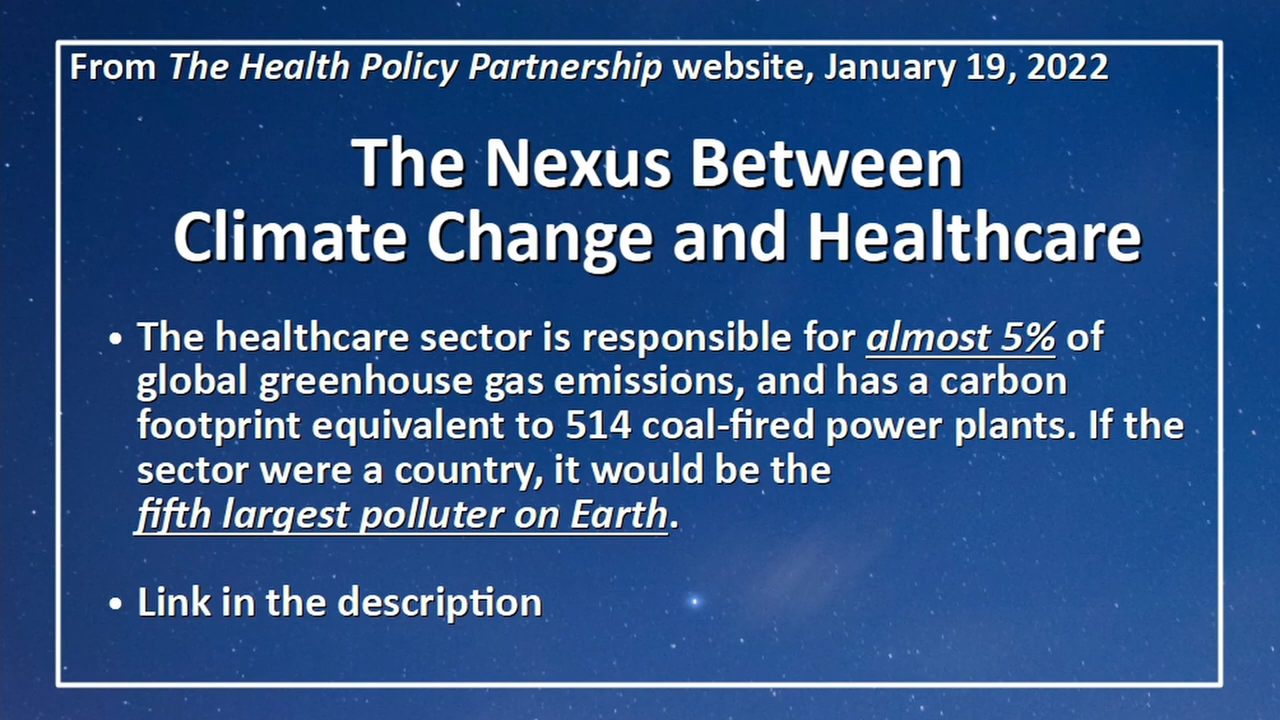 From The Health Policy Partnership website, January 19, 2022
The Nexus Between
Climate Change and Healthcare
• The healthcare sector is responsible for almost 5% of
global greenhouse gas emissions, and has a carbon
footprint equivalent to 514 coal-fired power plants. If the
sector were a country, it would be the
fifth largest polluter on Earth.
• Link in the description